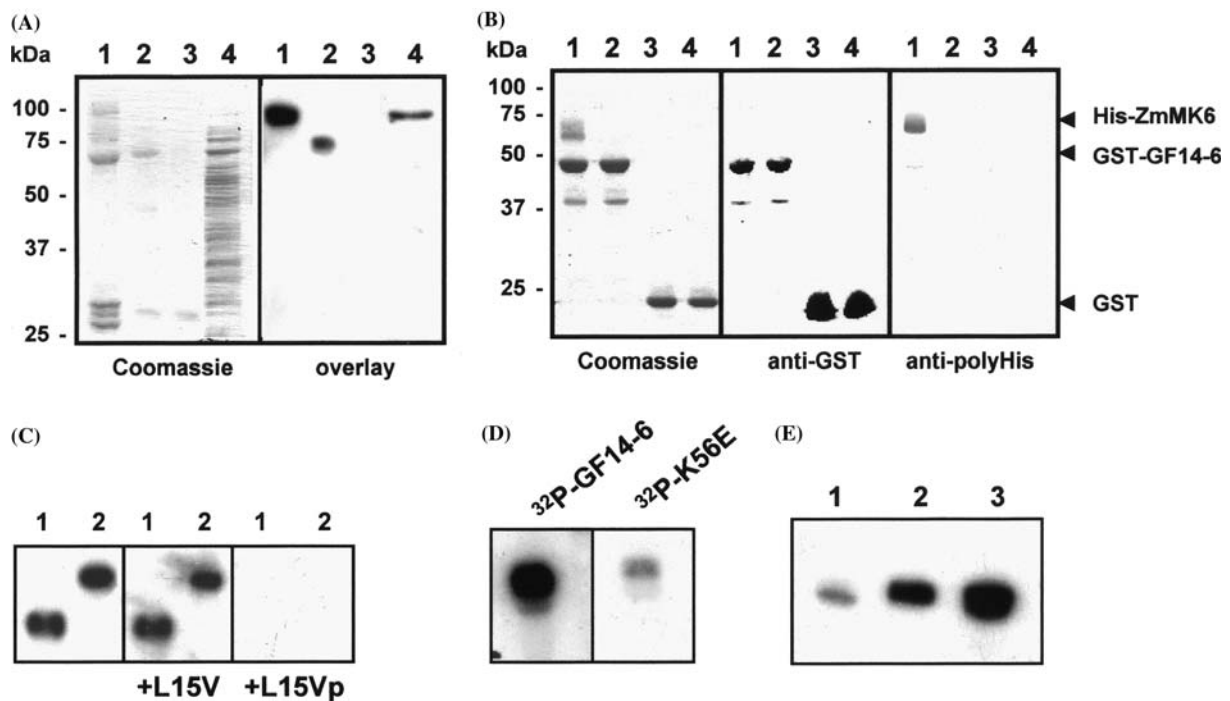 (A)
kDa 1 2 3 4 1 2 3 4
100 -
75 -
50 -
37 -
25 -
Coomassie overlay
(B)
kDa 1 2 3 4 1 2 3 4 1 2 3 4
100 -
75 -
50 -
37 -
25 -
His-ZmMK6
GST-GF14-6
GST
Coomassie anti-GST anti-polyHis
(C)
1 2 1 2 1 2
+L15V +L15Vp
(D)
³²P-GF14-6 ³²P-K56E
(E)
1 2 3